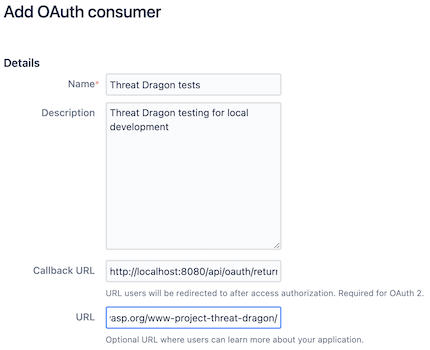 Add OAuth consumer
Details
Name*
Threat Dragon tests
Description
Threat Dragon testing for local
development
Callback URL
http://localhost:8080/api/oauth/return
URL users will be redirected to after access authorization. Required for OAuth 2.
URL
asp.org/www-project-threat-dragon/
Optional URL where users can learn more about your application.